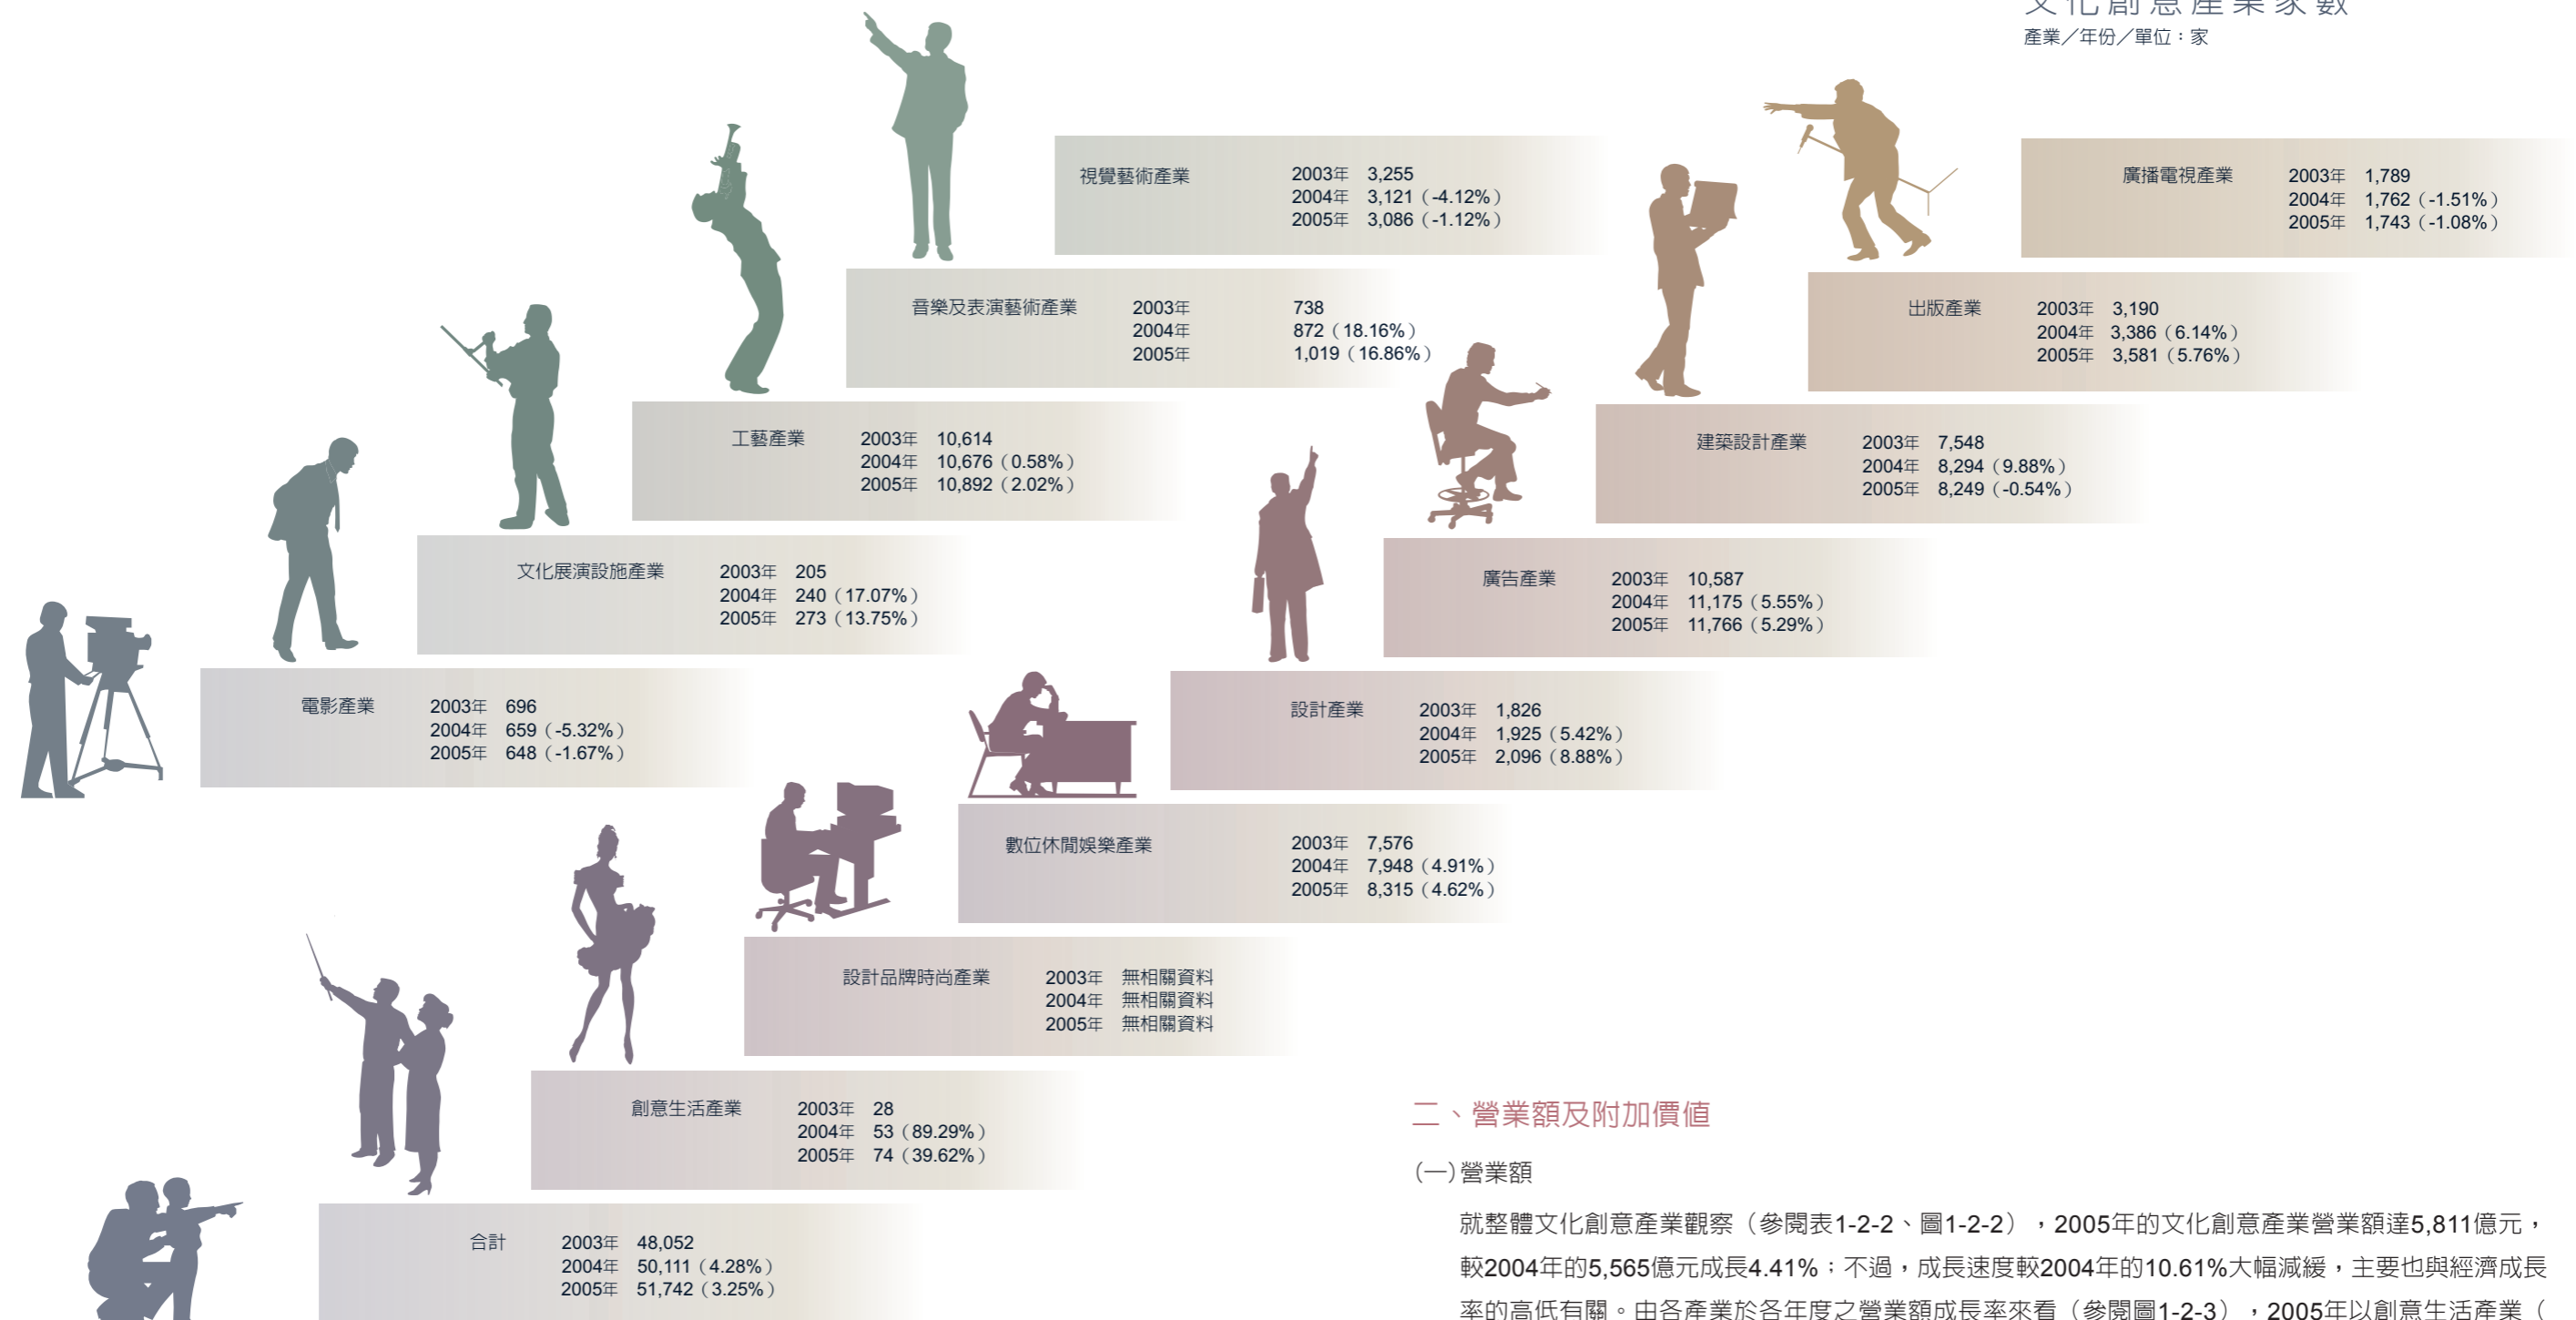 文化創意產業家數
產業／年份／單位：家
視覺藝術產業
2003年 3,255
2004年 3,121（-4.12%）
2005年 3,086（-1.12%）
音樂及表演藝術產業
2003年 738
2004年 872（18.16%）
2005年 1,019（16.86%）
工藝產業
2003年 10,614
2004年 10,676（0.58%）
2005年 10,892（2.02%）
文化展演設施產業
2003年 205
2004年 240（17.07%）
2005年 273（13.75%）
電影產業
2003年 696
2004年 659（-5.32%）
2005年 648（-1.67%）
廣播電視產業
2003年 1,789
2004年 1,762（-1.51%）
2005年 1,743（-1.08%）
出版產業
2003年 3,190
2004年 3,386（6.14%）
2005年 3,581（5.76%）
建築設計產業
2003年 7,548
2004年 8,294（9.88%）
2005年 8,249（-0.54%）
廣告產業
2003年 10,587
2004年 11,175（5.55%）
2005年 11,766（5.29%）
設計產業
2003年 1,826
2004年 1,925（5.42%）
2005年 2,096（8.88%）
數位休閒娛樂產業
2003年 7,576
2004年 7,948（4.91%）
2005年 8,315（4.62%）
設計品牌時尚產業
2003年 無相關資料
2004年 無相關資料
2005年 無相關資料
創意生活產業
2003年 28
2004年 53（89.29%）
2005年 74（39.62%）
合計
2003年 48,052
2004年 50,111（4.28%）
2005年 51,742（3.25%）
二、營業額及附加價值
(一)營業額
就整體文化創意產業觀察（參閱表1-2-2、圖1-2-2），2005年的文化創意產業營業額達5,811億元，
較2004年的5,565億元成長4.41%；不過，成長速度較2004年的10.61%大幅減緩，主要也與經濟成長
率的高低有關。由各產業於各年度之營業額成長率來看（參閱圖1-2-3），2005年以創意生活產業（